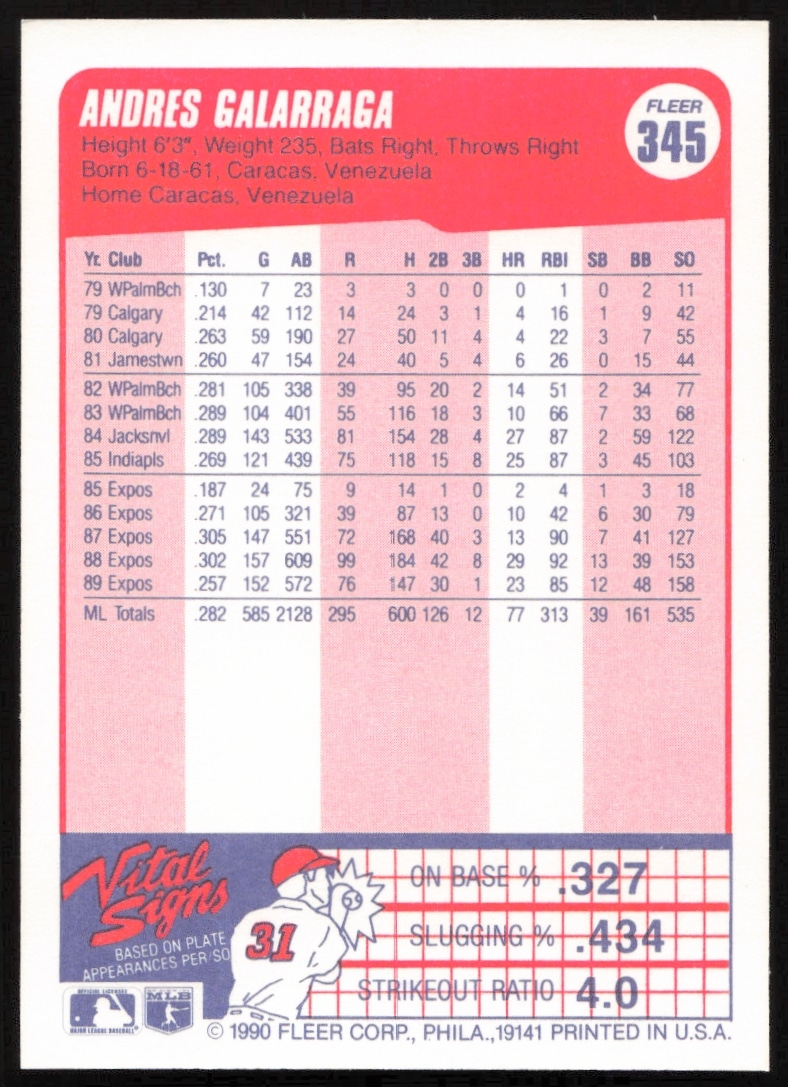 ANDRES GALARRAGA
FLEER
345
Height 6'3", Weight 235, Bats Right, Throws Right
Born 6-18-61, Caracas, Venezuela
Home Caracas, Venezuela
Yr. Club Pct. G AB R H 2B 3B HR RBI SB BB SO
79 WPalmBch .130 7 23 3 3 0 0 0 1 0 2 11
79 Calgary .214 42 112 14 24 3 1 4 16 1 9 42
80 Calgary .263 59 190 27 50 11 4 4 22 3 7 55
81 Jamestwn .260 47 154 24 40 5 4 6 26 0 15 44
82 WPalmBch .281 105 338 39 95 20 2 14 51 2 34 77
83 WPalmBch .289 104 401 55 116 18 3 10 66 7 33 68
84 Jacksnvl .289 143 533 81 154 28 4 27 87 2 59 122
85 Indiapls .269 121 439 75 118 15 8 25 87 3 45 103
85 Expos .187 24 75 9 14 1 0 2 4 1 3 18
86 Expos .271 105 321 39 87 13 0 10 42 6 30 79
87 Expos .305 147 551 72 168 40 3 13 90 7 41 127
88 Expos .302 157 609 99 184 42 8 29 92 13 39 153
89 Expos .257 152 572 76 147 30 1 23 85 12 48 158
ML Totals .282 585 2128 295 600 126 12 77 313 39 161 535
Vital
Signs
BASED ON PLATE
APPEARANCES PER/SO
31
ON BASE % .327
SLUGGING % .434
STRIKEOUT RATIO 4.0
OFFICIAL LICENSEE
MAJOR LEAGUE BASEBALL
MLB
© 1990 FLEER CORP., PHILA.,19141 PRINTED IN U.S.A.